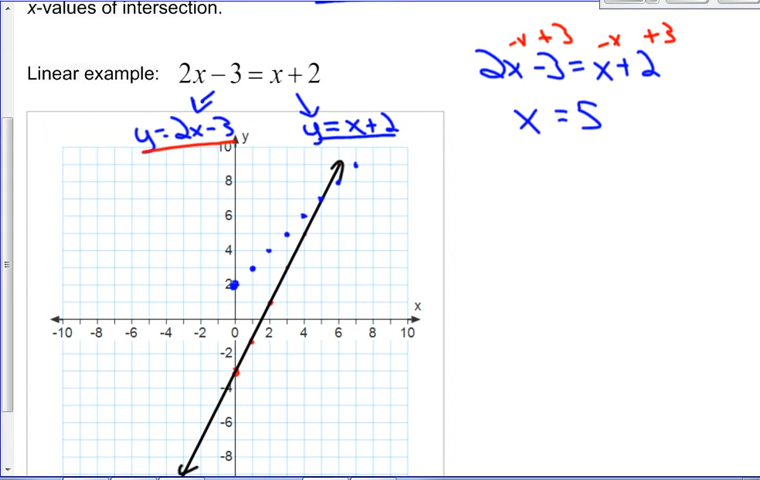 x-values of intersection.
-x +3 -x +3
Linear example: 2x − 3 = x + 2
2x -3 = x+2
x = 5
y=2x-3
y=x+2
y
10
8
6
4
2
x
-10 -8 -6 -4 -2 0 2 4 6 8 10
-2
-4
-6
-8